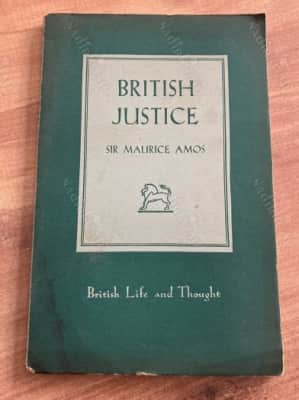 BRITISH
JUSTICE
SIR MAURICE AMOS
British Life and Thought